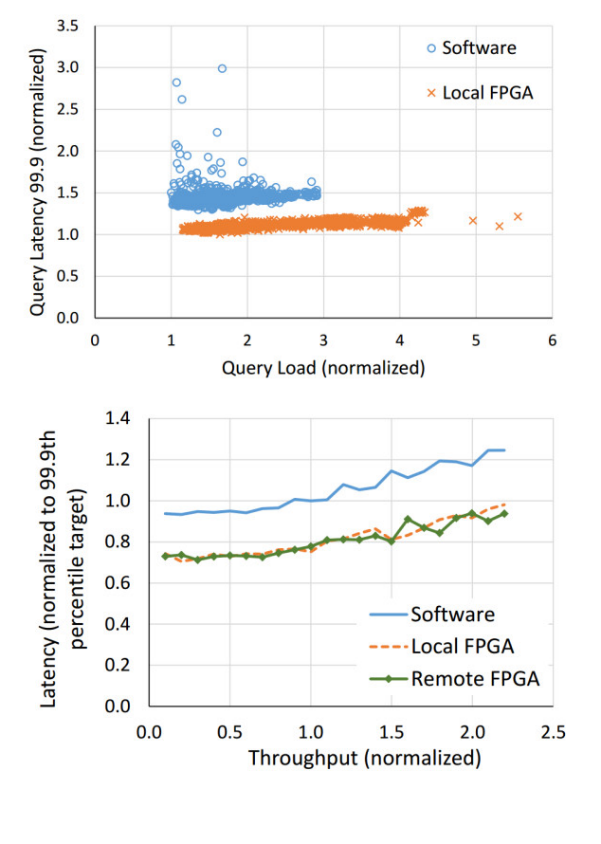 3.5
3.0
2.5
2.0
1.5
1.0
0.5
0.0
Query Latency 99.9 (normalized)
Software
Local FPGA
0 1 2 3 4 5 6
Query Load (normalized)
1.4
1.2
1.0
0.8
0.6
0.4
0.2
0.0
Latency (normalized to 99.9th
percentile target)
Software
Local FPGA
Remote FPGA
0.0 0.5 1.0 1.5 2.0 2.5
Throughput (normalized)